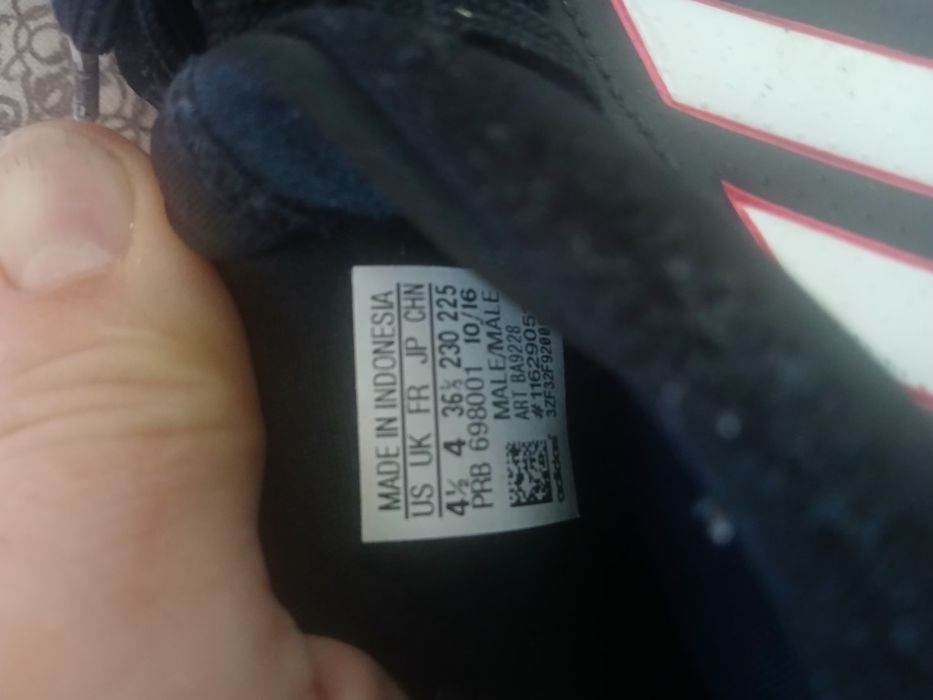 MADE IN INDONESIA
US UK FR JP CHN
4½ 4 36⅔ 230 225
PRB 698001 10/16
MALE/MALE
ART BA9228
adidas